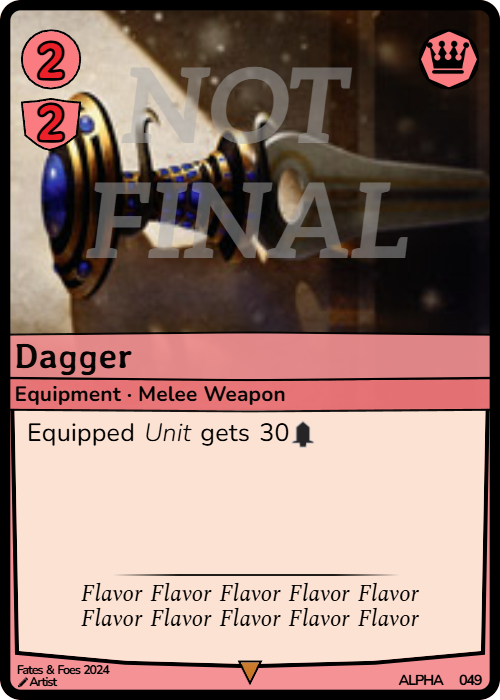 2
2
NOT
FINAL
Dagger
Equipment · Melee Weapon
Equipped Unit gets 30
Flavor Flavor Flavor Flavor Flavor
Flavor Flavor Flavor Flavor Flavor
Fates & Foes 2024
Artist
ALPHA 049